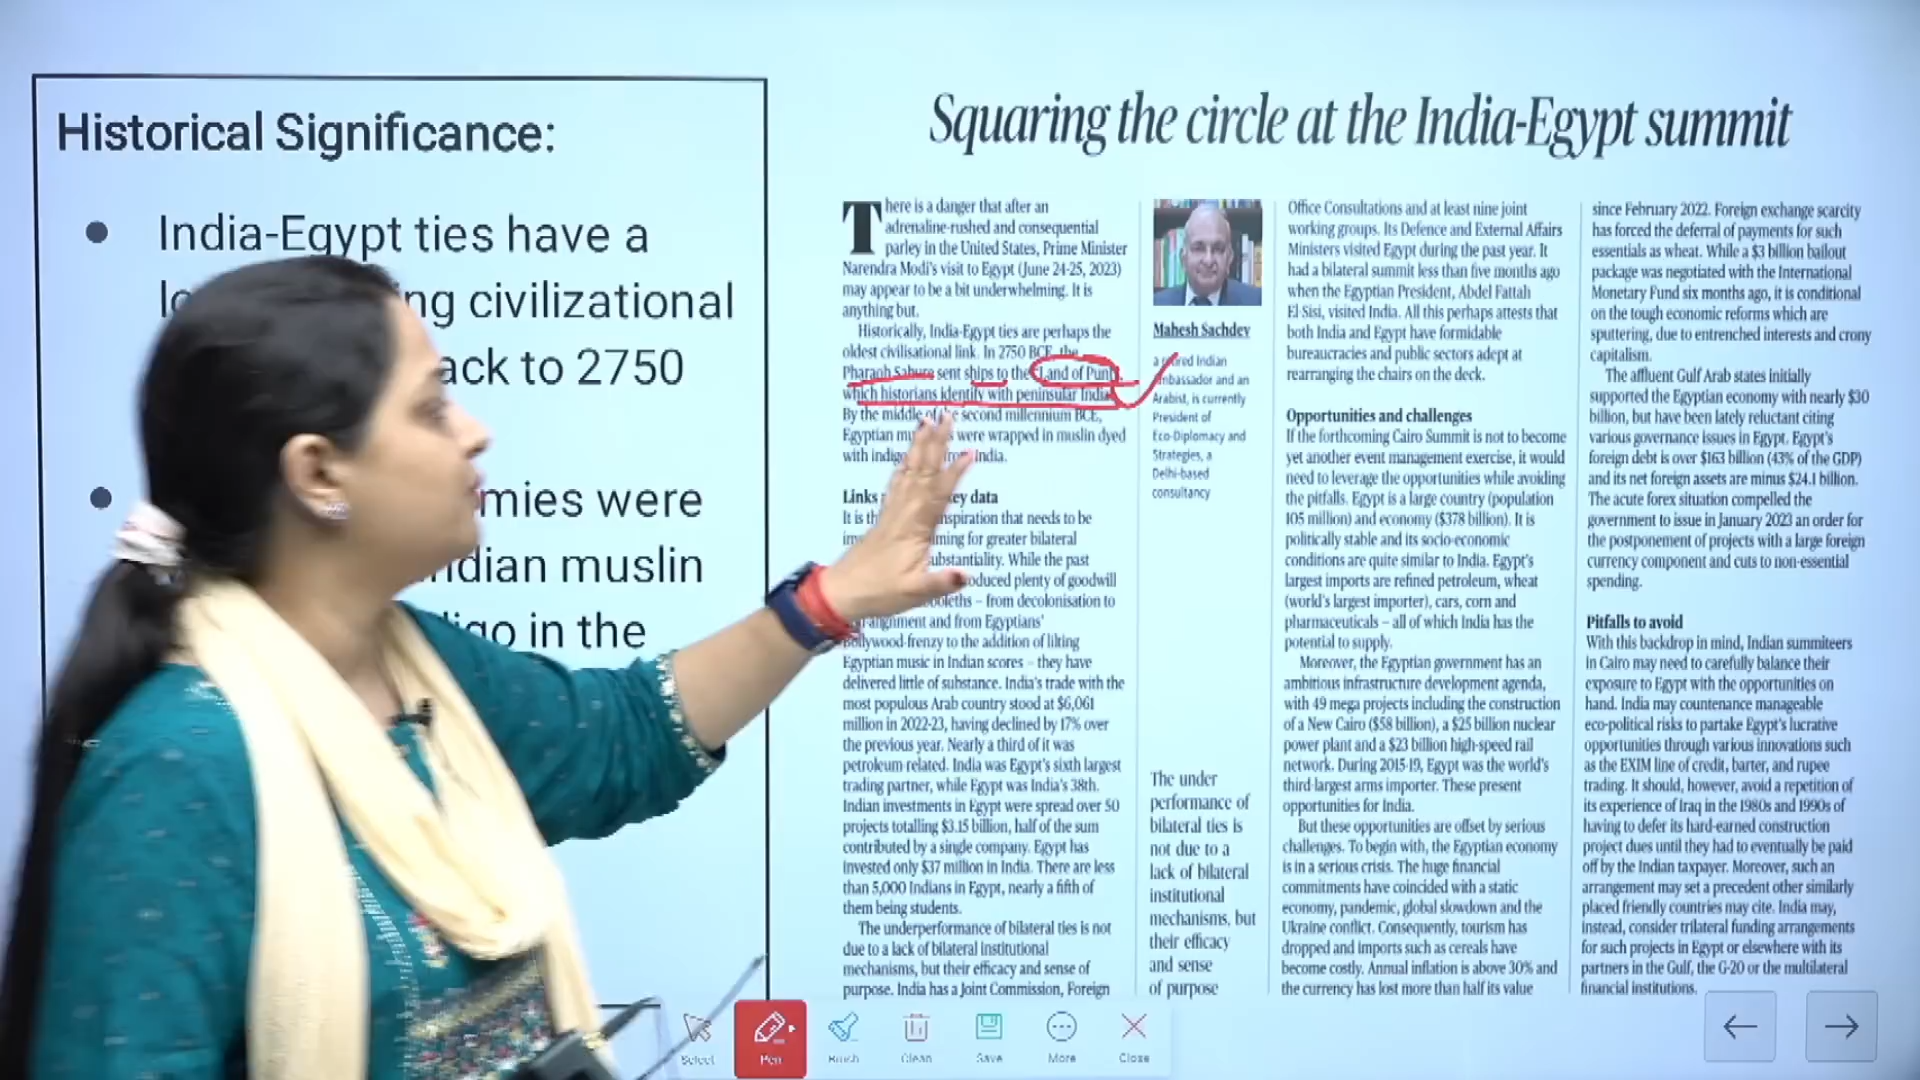 Historical Significance:
• India-Egypt ties have a
civilizational
ack to 2750
• mies were
ndian muslin
igo in the
Squaring the circle at the India-Egypt summit
There is a danger that after an
adrenaline-rushed and consequential
parley in the United States, Prime Minister
Narendra Modi's visit to Egypt (June 24-25, 2023)
may appear to be a bit underwhelming. It is
anything but.
Historically, India-Egypt ties are perhaps the
oldest civilisational link. In 2750 BCE, the
Pharaoh Sahure sent ships to the 'Land of Punt',
which historians identify with peninsular India.
By the middle of the second millennium BCE,
Egyptian were wrapped in muslin dyed
with indigo from India.
Links key data
It is th inspiration that needs to be
aiming for greater bilateral
substantiality. While the past
produced plenty of goodwill
– from decolonisation to
and from Egyptians'
Bollywood-frenzy to the addition of lilting
Egyptian music in Indian scores – they have
delivered little of substance. India's trade with the
most populous Arab country stood at $6,061
million in 2022-23, having declined by 17% over
the previous year. Nearly a third of it was
petroleum-related. India was Egypt's sixth largest
trading partner, while Egypt was India's 38th.
Indian investments in Egypt were spread over 50
projects totalling $3.15 billion, half of the sum
contributed by a single company. Egypt has
invested only $37 million in India. There are less
than 5,000 Indians in Egypt, nearly a fifth of
them being students.
The underperformance of bilateral ties is not
due to a lack of bilateral institutional
mechanisms, but their efficacy and sense of
purpose. India has a Joint Commission, Foreign
Mahesh Sachdev
a retired Indian
ambassador and an
Arabist, is currently
President of
Eco-Diplomacy and
Strategies, a
Delhi-based
consultancy
The under
performance of
bilateral ties is
not due to a
lack of bilateral
institutional
mechanisms, but
their efficacy
and sense
of purpose
Office Consultations and at least nine joint
working groups. Its Defence and External Affairs
Ministers visited Egypt during the past year. It
had a bilateral summit less than five months ago
when the Egyptian President, Abdel Fattah
El-Sisi, visited India. All this perhaps attests that
both India and Egypt have formidable
bureaucracies and public sectors adept at
rearranging the chairs on the deck.
Opportunities and challenges
If the forthcoming Cairo Summit is not to become
yet another event management exercise, it would
need to leverage the opportunities while avoiding
the pitfalls. Egypt is a large country (population
105 million) and economy ($378 billion). It is
politically stable and its socio-economic
conditions are quite similar to India. Egypt's
largest imports are refined petroleum, wheat
(world's largest importer), cars, corn and
pharmaceuticals – all of which India has the
potential to supply.
Moreover, the Egyptian government has an
ambitious infrastructure development agenda,
with 49 mega projects including the construction
of a New Cairo ($58 billion), a $25 billion nuclear
power plant and a $23 billion high-speed rail
network. During 2015-19, Egypt was the world's
third-largest arms importer. These present
opportunities for India.
But these opportunities are offset by serious
challenges. To begin with, the Egyptian economy
is in a serious crisis. The huge financial
commitments have coincided with a static
economy, pandemic, global slowdown and the
Ukraine conflict. Consequently, tourism has
dropped and imports such as cereals have
become costly. Annual inflation is above 30% and
the currency has lost more than half its value
since February 2022. Foreign exchange scarcity
has forced the deferral of payments for such
essentials as wheat. While a $3 billion bailout
package was negotiated with the International
Monetary Fund six months ago, it is conditional
on the tough economic reforms which are
sputtering, due to entrenched interests and crony
capitalism.
The affluent Gulf Arab states initially
supported the Egyptian economy with nearly $30
billion, but have been lately reluctant citing
various governance issues in Egypt. Egypt's
foreign debt is over $163 billion (43% of the GDP)
and its net foreign assets are minus $24.1 billion.
The acute forex situation compelled the
government to issue in January 2023 an order for
the postponement of projects with a large foreign
currency component and cuts to non-essential
spending.
Pitfalls to avoid
With this backdrop in mind, Indian summiteers
in Cairo may need to carefully balance their
exposure to Egypt with the opportunities on
hand. India may countenance manageable
eco-political risks to partake Egypt's lucrative
opportunities through various innovations such
as the EXIM line of credit, barter, and rupee
trading. It should, however, avoid a repetition of
its experience of Iraq in the 1980s and 1990s of
having to defer its hard-earned construction
project dues until they had to eventually be paid
off by the Indian taxpayer. Moreover, such an
arrangement may set a precedent other similarly
placed friendly countries may cite. India may,
instead, consider trilateral funding arrangements
for such projects in Egypt or elsewhere with its
partners in the Gulf, the G-20 or the multilateral
financial institutions.
Select Pen Brush Clean Save More Close